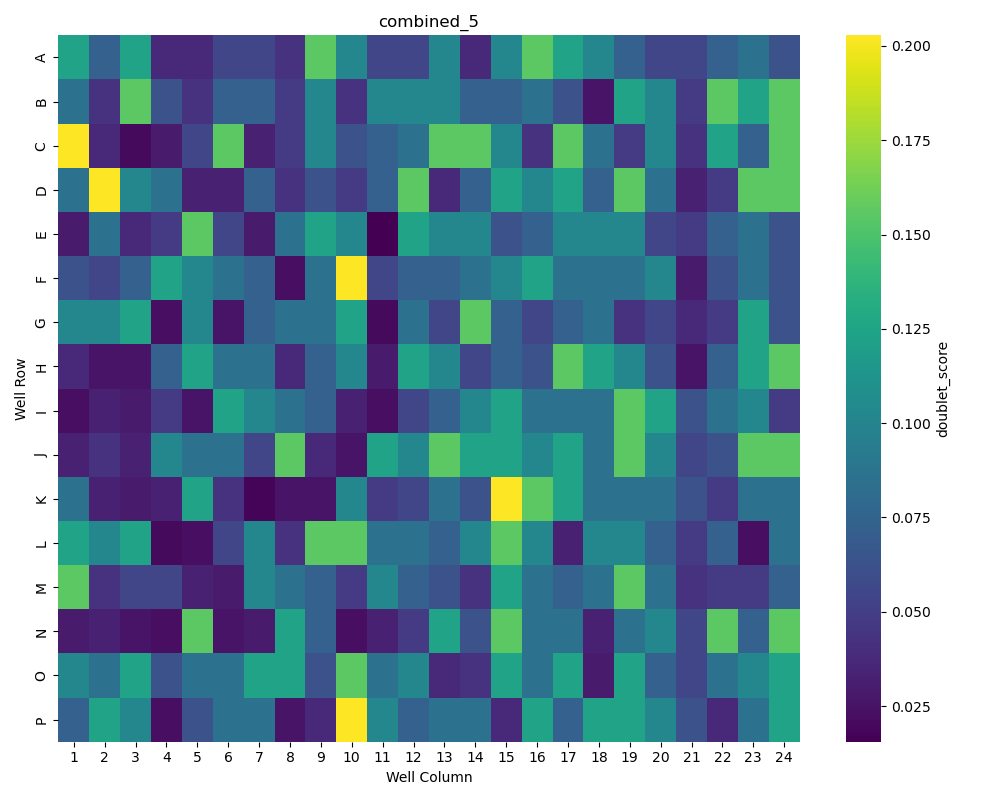 combined_5
Well Row
A
B
C
D
E
F
G
H
I
J
K
L
M
N
O
P
1 2 3 4 5 6 7 8 9 10 11 12 13 14 15 16 17 18 19 20 21 22 23 24
Well Column
0.200
0.175
0.150
0.125
0.100
0.075
0.050
0.025
doublet_score